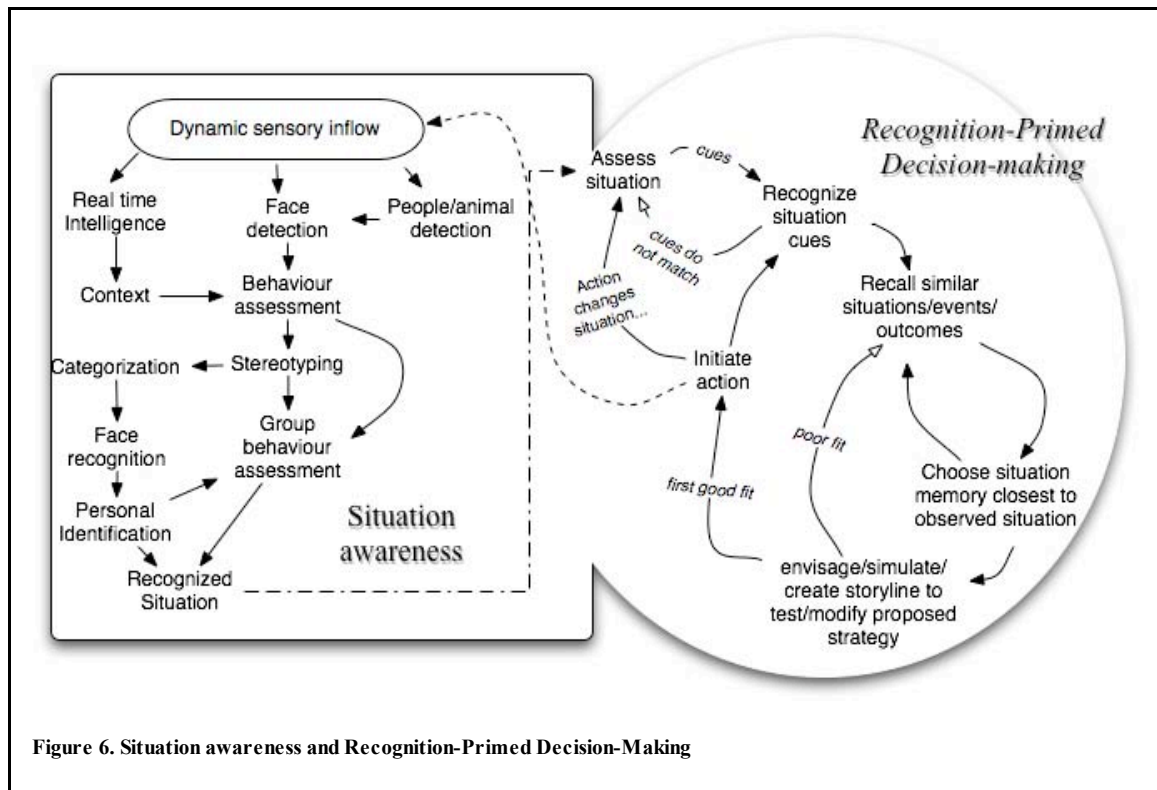 Dynamic sensory inflow
Real time
Intelligence
Face
detection
People/animal
detection
Context
Behaviour
assessment
Categorization
Stereotyping
Face
recognition
Group
behaviour
assessment
Personal
Identification
Recognized
Situation
Situation
awareness
Recognition-Primed
Decision-making
Assess
situation
cues
Recognize
situation
cues
cues do
not match
Action
changes
situation...
Initiate
action
Recall similar
situations/events/
outcomes
poor fit
first good fit
Choose situation
memory closest to
observed situation
envisage/simulate/
create storyline to
test/modify proposed
strategy
Figure 6. Situation awareness and Recognition-Primed Decision-Making